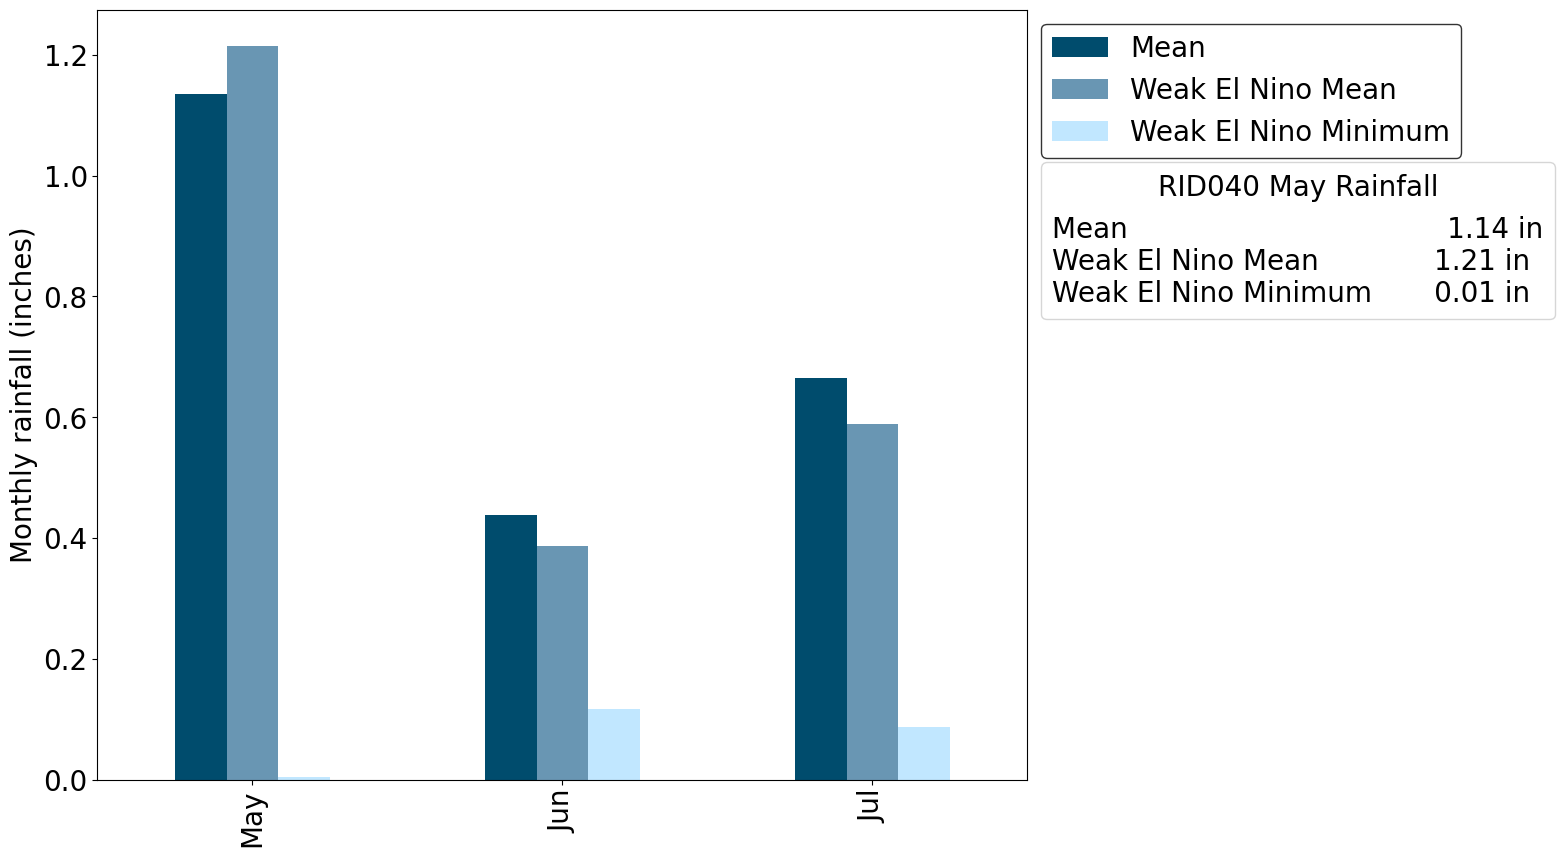 Monthly rainfall (inches)
1.2
1.0
0.8
0.6
0.4
0.2
0.0
May
Jun
Jul
Mean
Weak El Nino Mean
Weak El Nino Minimum
RID040 May Rainfall
Mean 1.14 in
Weak El Nino Mean 1.21 in
Weak El Nino Minimum 0.01 in